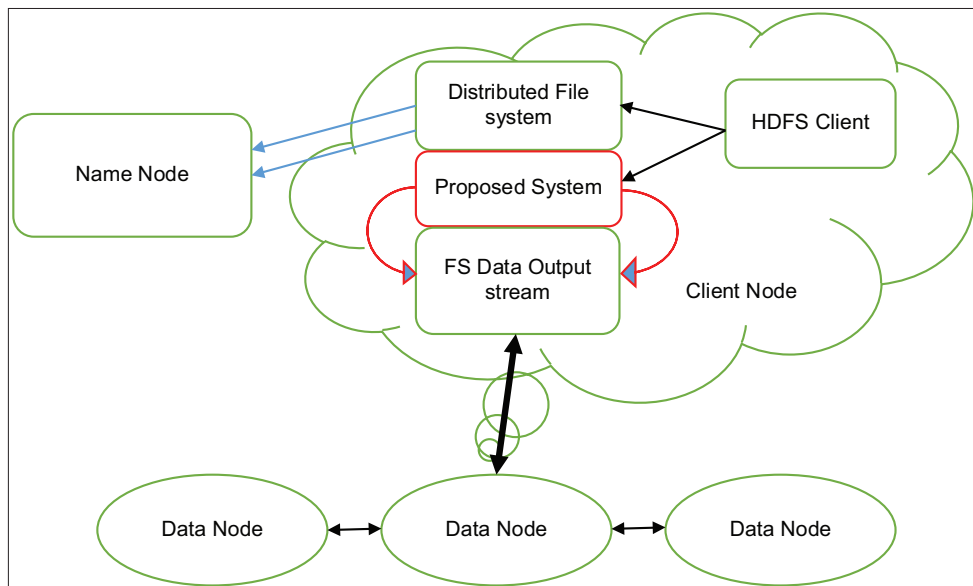 Distributed File
system
HDFS Client
Name Node
Proposed System
FS Data Output
stream
Client Node
Data Node
Data Node
Data Node